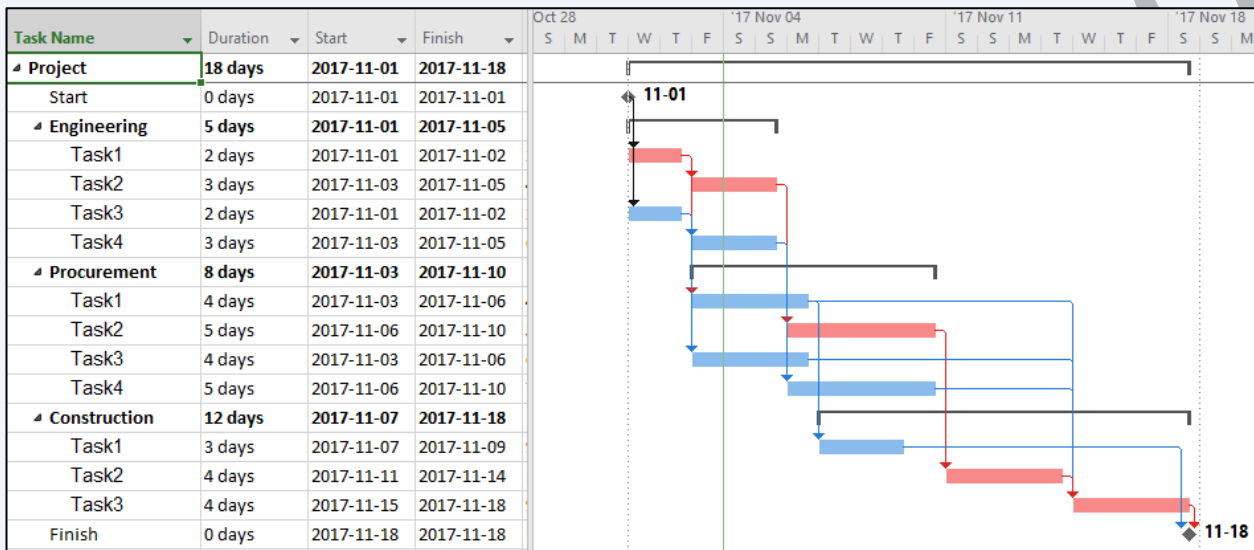 Oct 28 '17 Nov 04 '17 Nov 11 '17 Nov 18
Task Name Duration Start Finish S M T W T F S S M T W T F S S M T W T F S S M
Project 18 days 2017-11-01 2017-11-18
Start 0 days 2017-11-01 2017-11-01 11-01
Engineering 5 days 2017-11-01 2017-11-05
Task1 2 days 2017-11-01 2017-11-02
Task2 3 days 2017-11-03 2017-11-05
Task3 2 days 2017-11-01 2017-11-02
Task4 3 days 2017-11-03 2017-11-05
Procurement 8 days 2017-11-03 2017-11-10
Task1 4 days 2017-11-03 2017-11-06
Task2 5 days 2017-11-06 2017-11-10
Task3 4 days 2017-11-03 2017-11-06
Task4 5 days 2017-11-06 2017-11-10
Construction 12 days 2017-11-07 2017-11-18
Task1 3 days 2017-11-07 2017-11-09
Task2 4 days 2017-11-11 2017-11-14
Task3 4 days 2017-11-15 2017-11-18
Finish 0 days 2017-11-18 2017-11-18 11-18